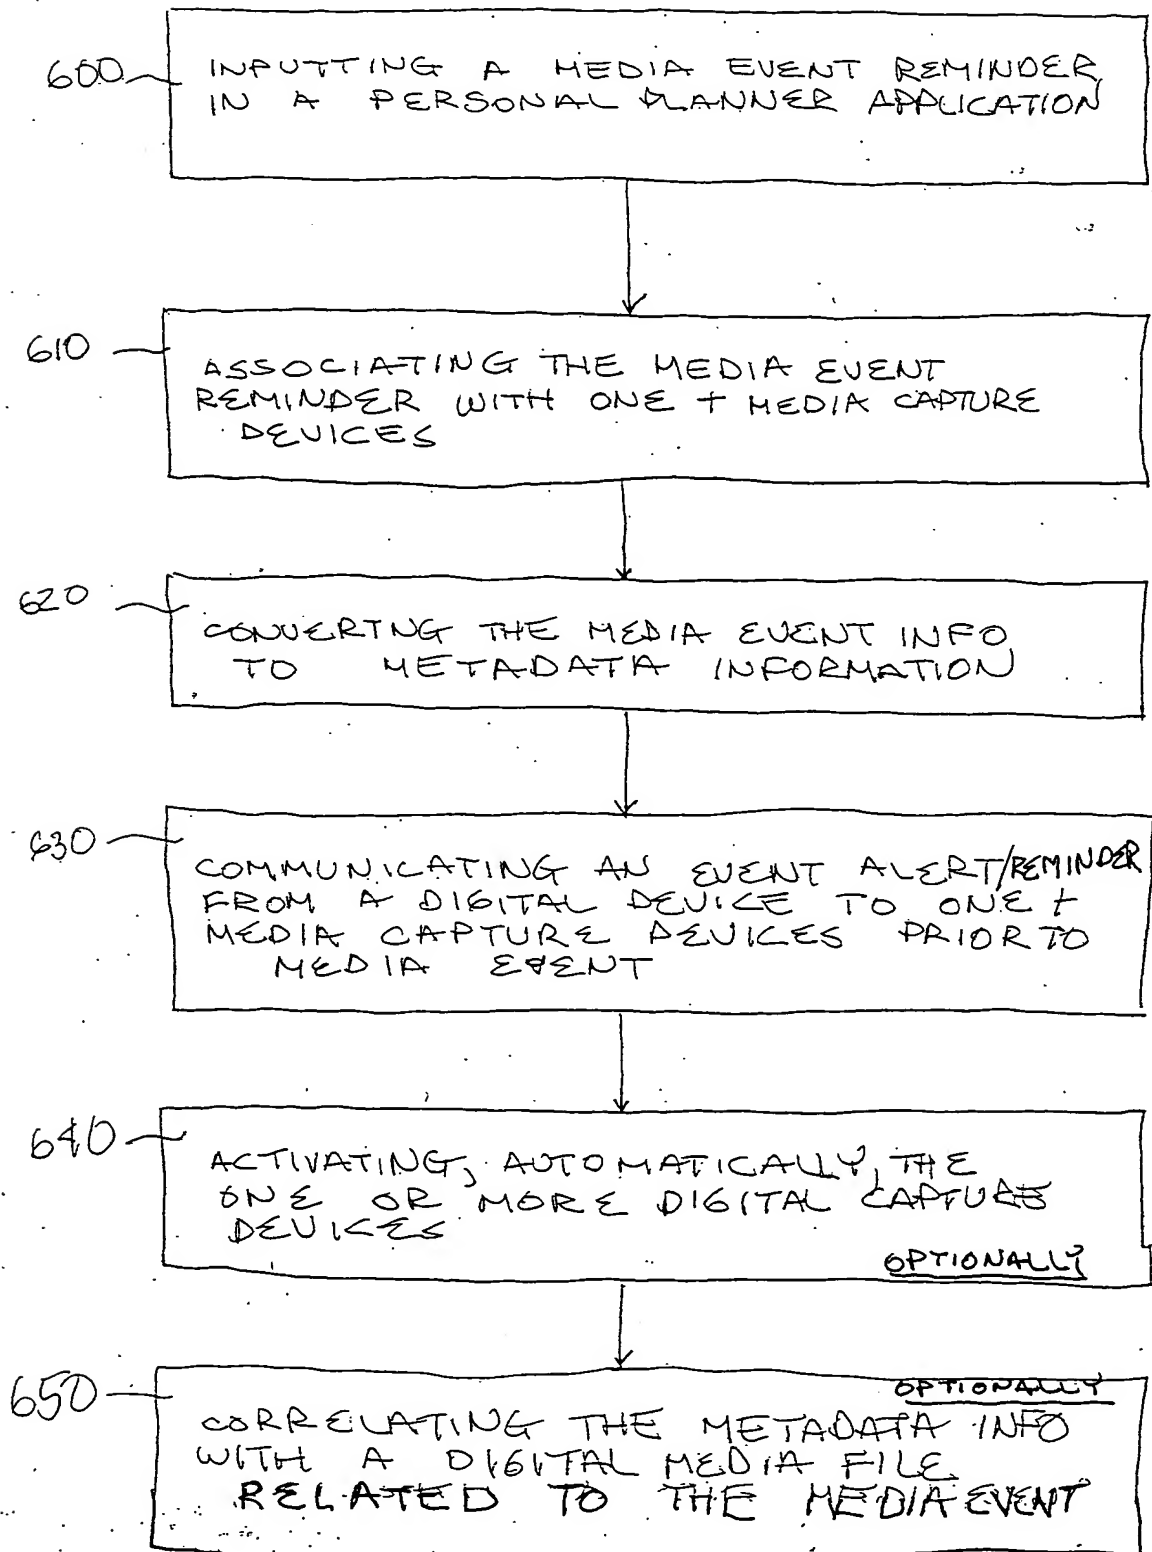 600
INPUTTING A MEDIA EVENT REMINDER
IN A PERSONAL PLANNER APPLICATION
610
ASSOCIATING THE MEDIA EVENT
REMINDER WITH ONE + MEDIA CAPTURE
DEVICES
620
CONVERTNG THE MEDIA EVENT INFO
TO METADATA INFORMATION
630
COMMUNICATING AN EVENT ALERT/REMINDER
FROM A DIGITAL DEVICE TO ONE +
MEDIA CAPTURE DEVICES PRIOR TO
MEDIA EVENT
640
ACTIVATING, AUTOMATICALLY, THE
ONE OR MORE DIGITAL CAPTURE
DEVICES
OPTIONALLY
650
OPTIONALLY
CORRELATING THE METADATA INFO
WITH A DIGITAL MEDIA FILE
RELATED TO THE MEDIA EVENT